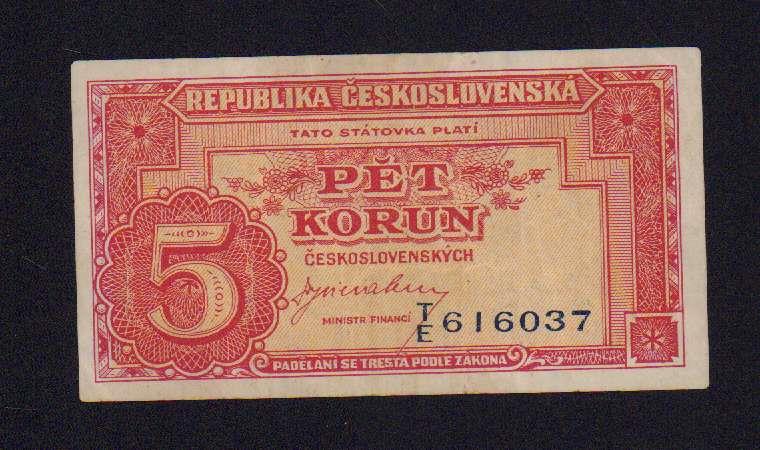 REPUBLIKA ČESKOSLOVENSKÁ
TATO STÁTOVKA PLATÍ
PĚT
KORUN
ČESKOSLOVENSKÝCH
5
MINISTR FINANCÍ
T/E 616037
PADĚLÁNÍ SE TRESTÁ PODLE ZÁKONA